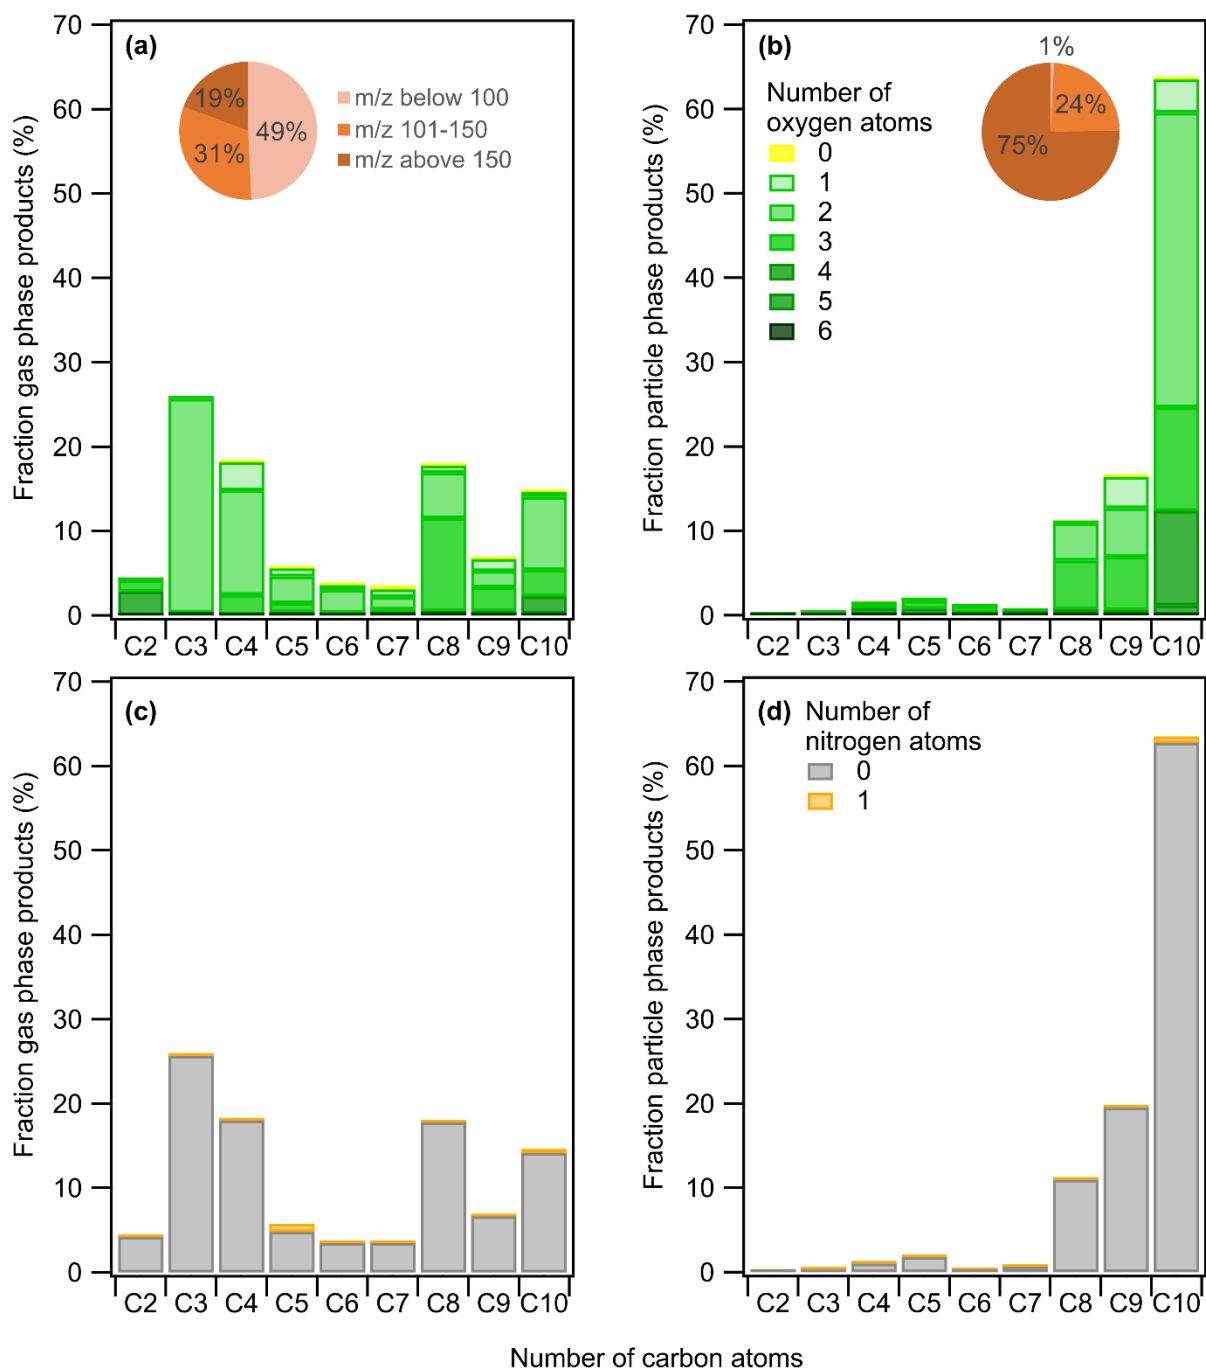 (a)
70
60
50
40
30
20
10
0
Fraction gas phase products (%)
19%
49%
31%
m/z below 100
m/z 101-150
m/z above 150
C2 C3 C4 C5 C6 C7 C8 C9 C10
(b)
70
60
50
40
30
20
10
0
Fraction particle phase products (%)
1%
24%
75%
Number of
oxygen atoms
0
1
2
3
4
5
6
C2 C3 C4 C5 C6 C7 C8 C9 C10
(c)
70
60
50
40
30
20
10
0
Fraction gas phase products (%)
C2 C3 C4 C5 C6 C7 C8 C9 C10
(d)
70
60
50
40
30
20
10
0
Fraction particle phase products (%)
Number of
nitrogen atoms
0
1
C2 C3 C4 C5 C6 C7 C8 C9 C10
Number of carbon atoms